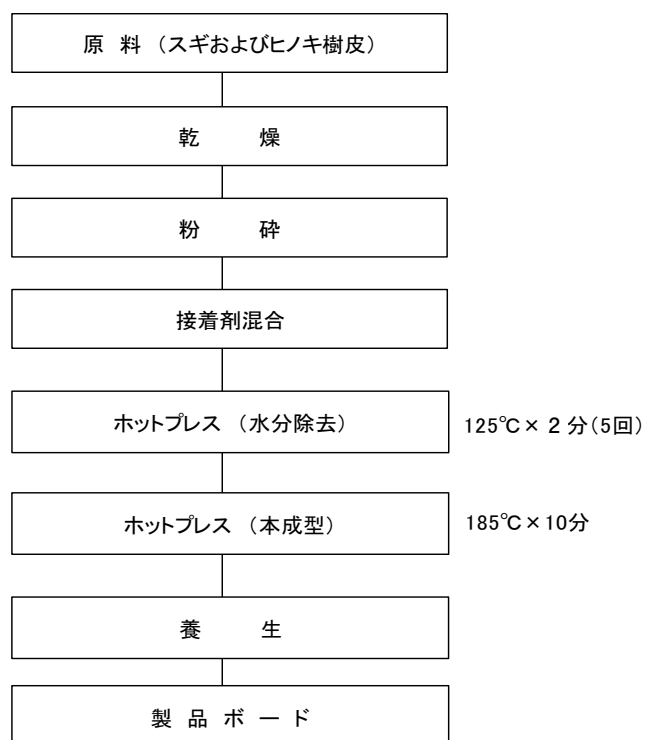 原 料 （スギおよびヒノキ樹皮）
乾 燥
粉 砕
接着剤混合
ホットプレス （水分除去） 125℃× 2 分（5回）
ホットプレス （本成型） 185℃×10分
養 生
製 品 ボ ー ド